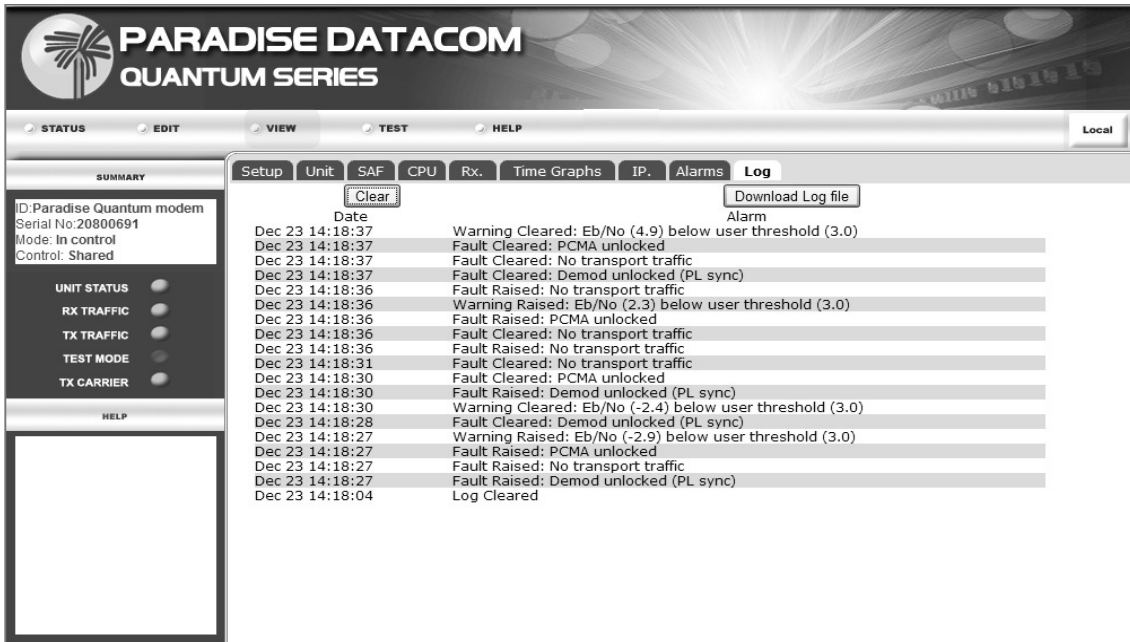 PARADISE DATACOM
QUANTUM SERIES
STATUS EDIT VIEW TEST HELP Local
SUMMARY
ID:Paradise Quantum modem
Serial No:20800691
Mode: In control
Control: Shared
UNIT STATUS
RX TRAFFIC
TX TRAFFIC
TEST MODE
TX CARRIER
HELP
Setup Unit SAF CPU Rx. Time Graphs IP. Alarms Log
Clear Download Log file
Date Alarm
Dec 23 14:18:37 Warning Cleared: Eb/No (4.9) below user threshold (3.0)
Dec 23 14:18:37 Fault Cleared: PCMA unlocked
Dec 23 14:18:37 Fault Cleared: No transport traffic
Dec 23 14:18:37 Fault Cleared: Demod unlocked (PL sync)
Dec 23 14:18:36 Fault Raised: No transport traffic
Dec 23 14:18:36 Warning Raised: Eb/No (2.3) below user threshold (3.0)
Dec 23 14:18:36 Fault Raised: PCMA unlocked
Dec 23 14:18:36 Fault Cleared: No transport traffic
Dec 23 14:18:36 Fault Raised: No transport traffic
Dec 23 14:18:31 Fault Cleared: No transport traffic
Dec 23 14:18:30 Fault Cleared: PCMA unlocked
Dec 23 14:18:30 Fault Raised: Demod unlocked (PL sync)
Dec 23 14:18:30 Warning Cleared: Eb/No (-2.4) below user threshold (3.0)
Dec 23 14:18:28 Fault Cleared: Demod unlocked (PL sync)
Dec 23 14:18:27 Warning Raised: Eb/No (-2.9) below user threshold (3.0)
Dec 23 14:18:27 Fault Raised: PCMA unlocked
Dec 23 14:18:27 Fault Raised: No transport traffic
Dec 23 14:18:27 Fault Raised: Demod unlocked (PL sync)
Dec 23 14:18:04 Log Cleared